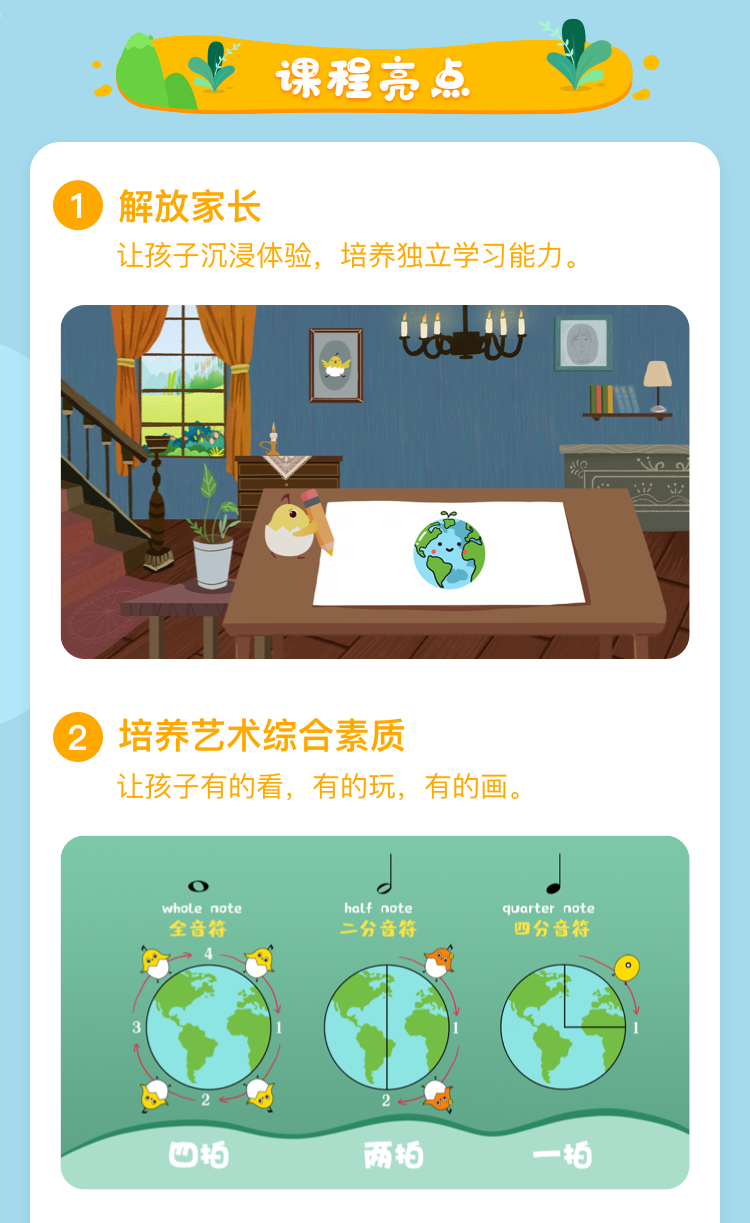 课程亮点
1 解放家长
让孩子沉浸体验，培养独立学习能力。
2 培养艺术综合素质
让孩子有的看，有的玩，有的画。
whole note half note quarter note
全音符 二分音符 四分音符
4
3 1 1 1
2 2
四拍 两拍 一拍